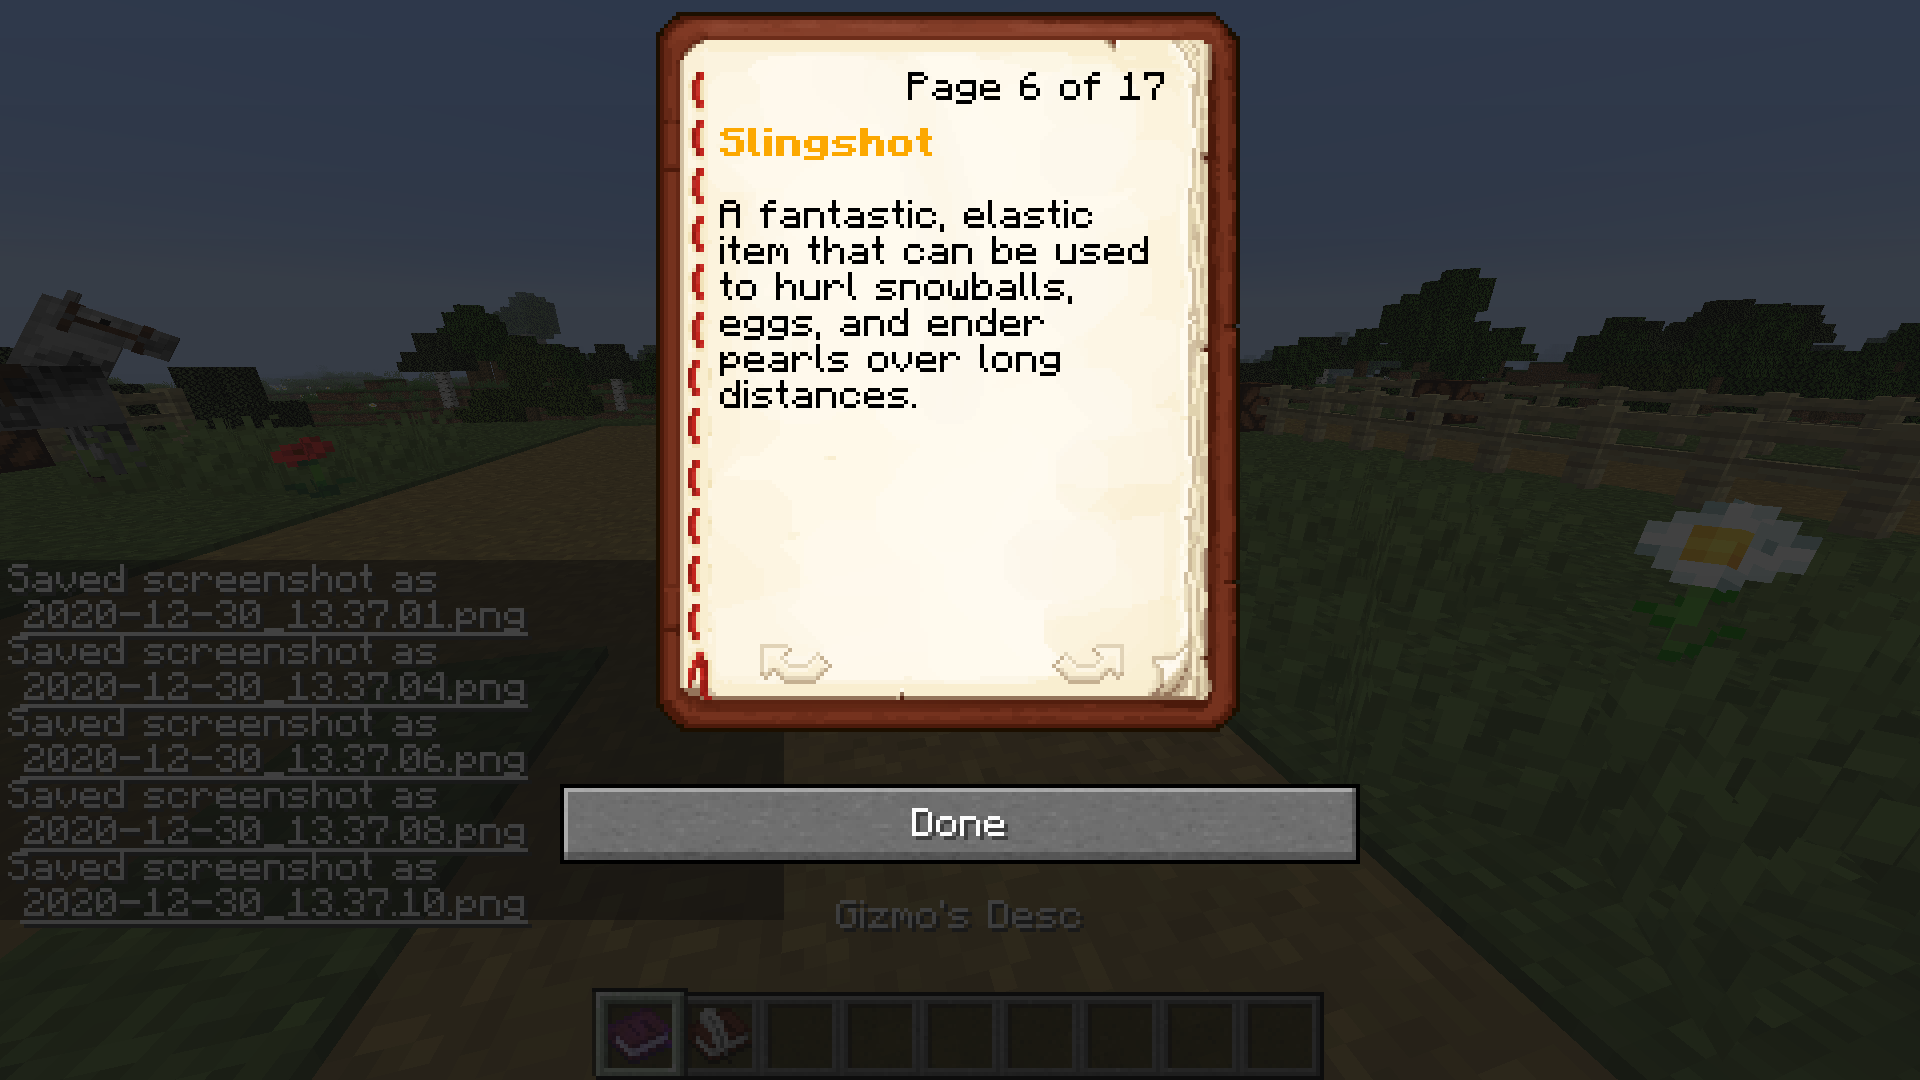 Page 6 of 17
Slingshot
A fantastic, elastic
item that can be used
to hurl snowballs,
eggs, and ender
pearls over long
distances.
Saved screenshot as
2020-12-30_13.37.01.png
Saved screenshot as
2020-12-30_13.37.04.png
Saved screenshot as
2020-12-30_13.37.06.png
Saved screenshot as
2020-12-30_13.37.08.png
Saved screenshot as
2020-12-30_13.37.10.png
Done
Gizmo's Desc